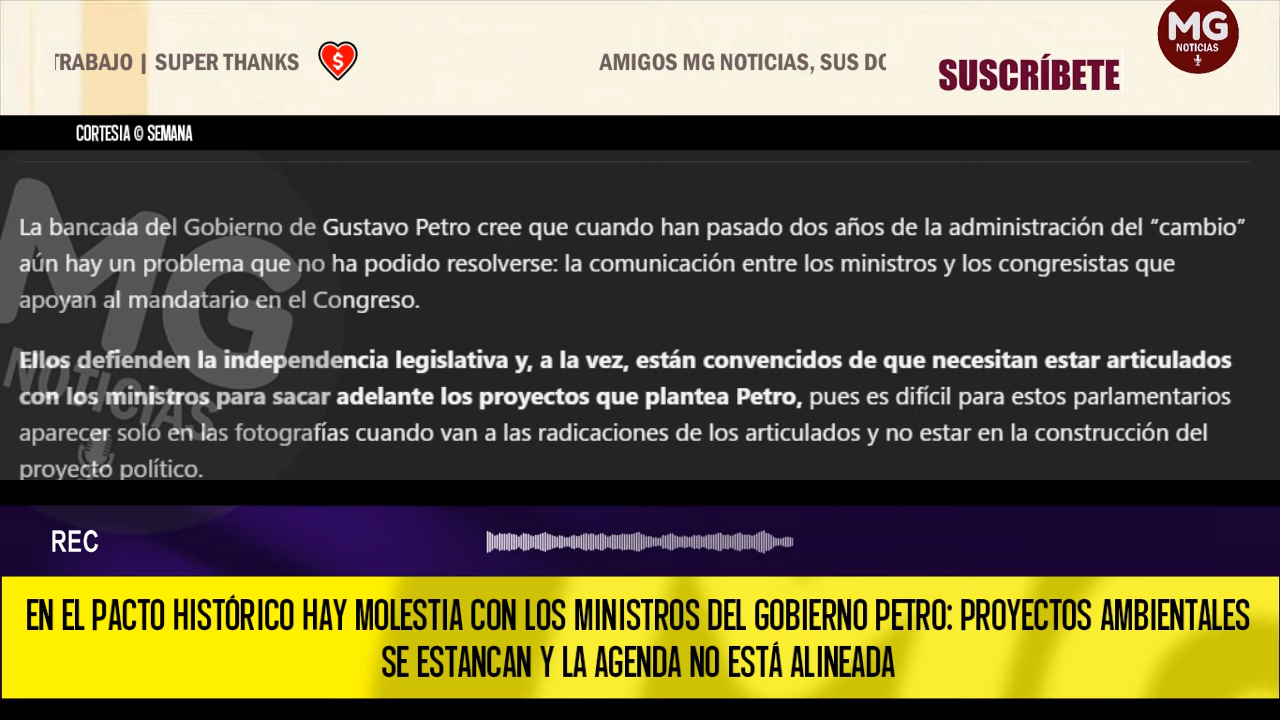 TRABAJO | SUPER THANKS
AMIGOS MG NOTICIAS, SUS
SUSCRÍBETE
MG
NOTICIAS
CORTESIA © SEMANA
La bancada del Gobierno de Gustavo Petro cree que cuando han pasado dos años de la administración del “cambio”
aún hay un problema que no ha podido resolverse: la comunicación entre los ministros y los congresistas que
apoyan al mandatario en el Congreso.
Ellos defienden la independencia legislativa y, a la vez, están convencidos de que necesitan estar articulados
con los ministros para sacar adelante los proyectos que plantea Petro, pues es difícil para estos parlamentarios
aparecer solo en las fotografías cuando van a las radicaciones de los articulados y no estar en la construcción del
proyecto político.
MG
NOTICIAS
REC
EN EL PACTO HISTÓRICO HAY MOLESTIA CON LOS MINISTROS DEL GOBIERNO PETRO: PROYECTOS AMBIENTALES
SE ESTANCAN Y LA AGENDA NO ESTÁ ALINEADA